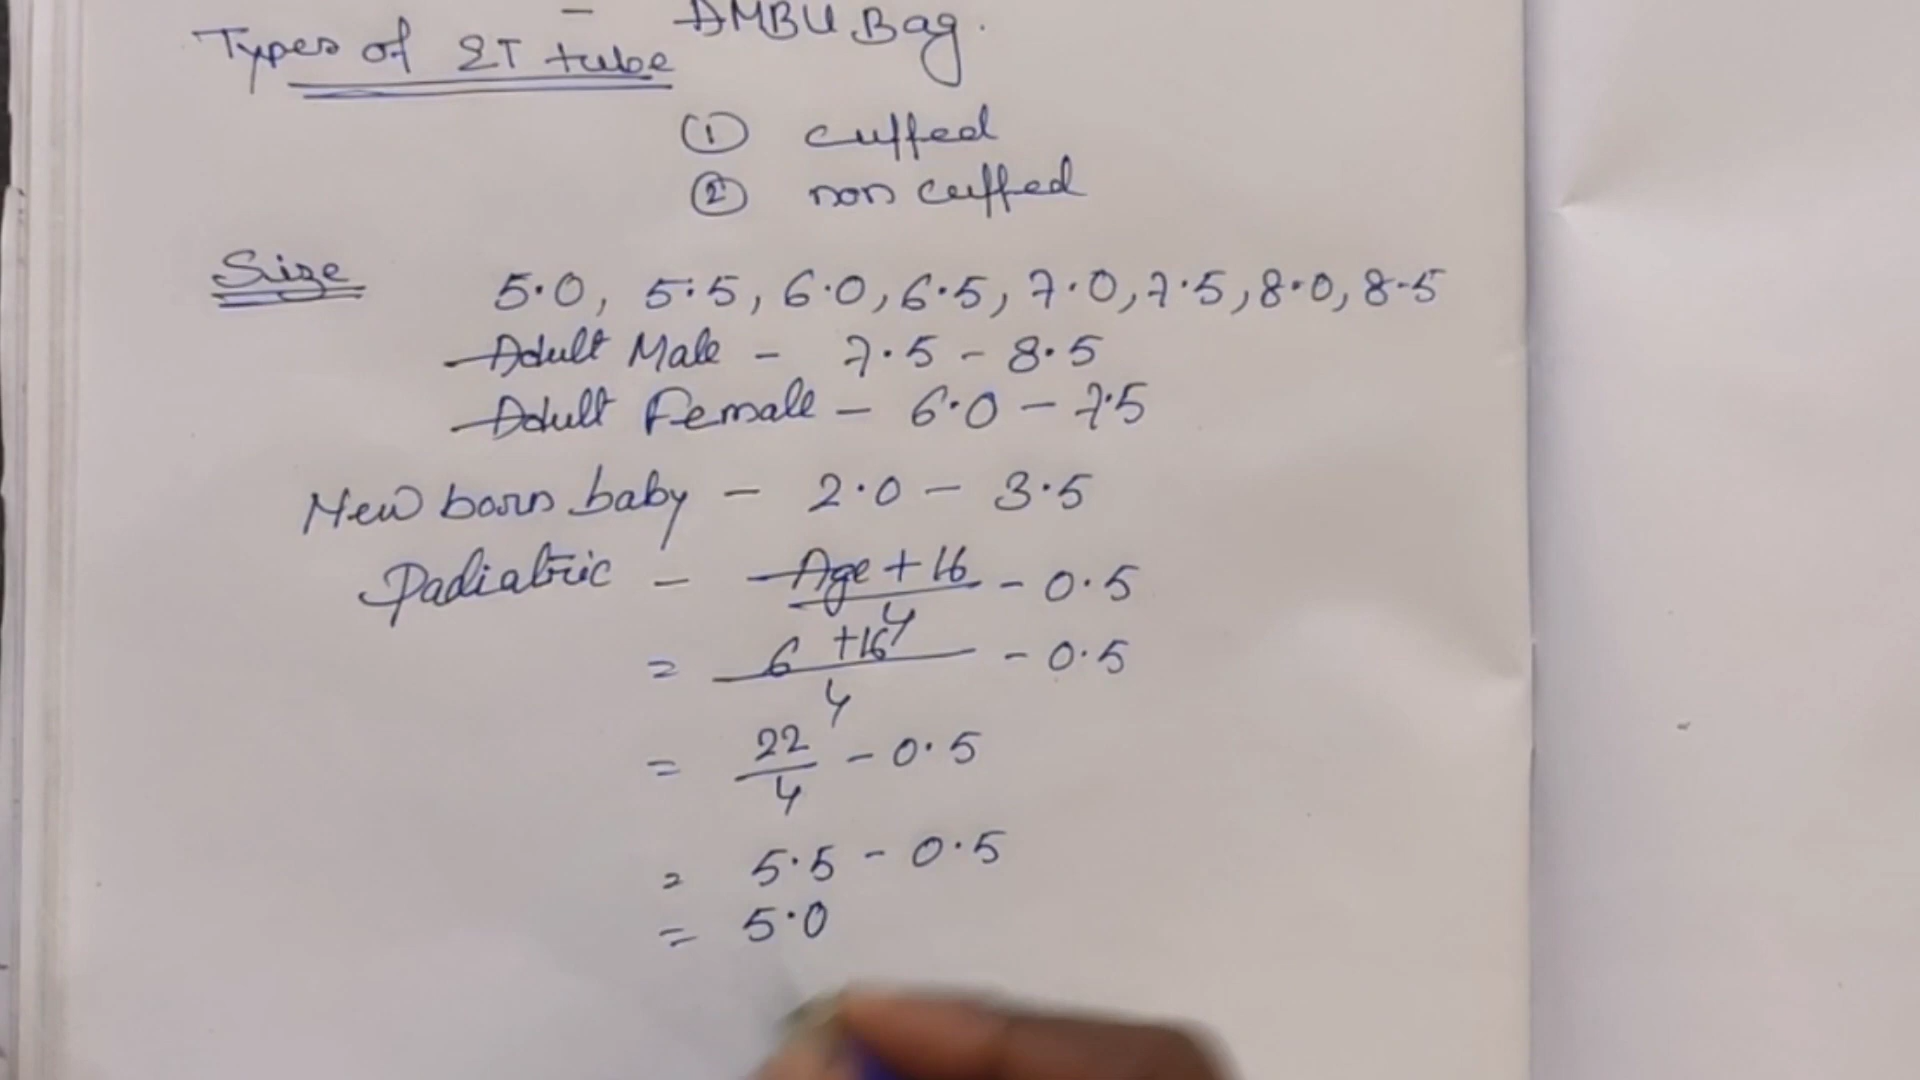 - AMBU Bag.
Types of ET tube
① cuffed
② non cuffed
Size 5.0, 5.5, 6.0, 6.5, 7.0, 7.5, 8.0, 8.5
Adult Male - 7.5 - 8.5
Adult Female - 6.0 - 7.5
New born baby - 2.0 - 3.5
Padiatric - Age + 16 / 4 - 0.5
= 6 + 16 / 4 - 0.5
= 22 / 4 - 0.5
= 5.5 - 0.5
= 5.0